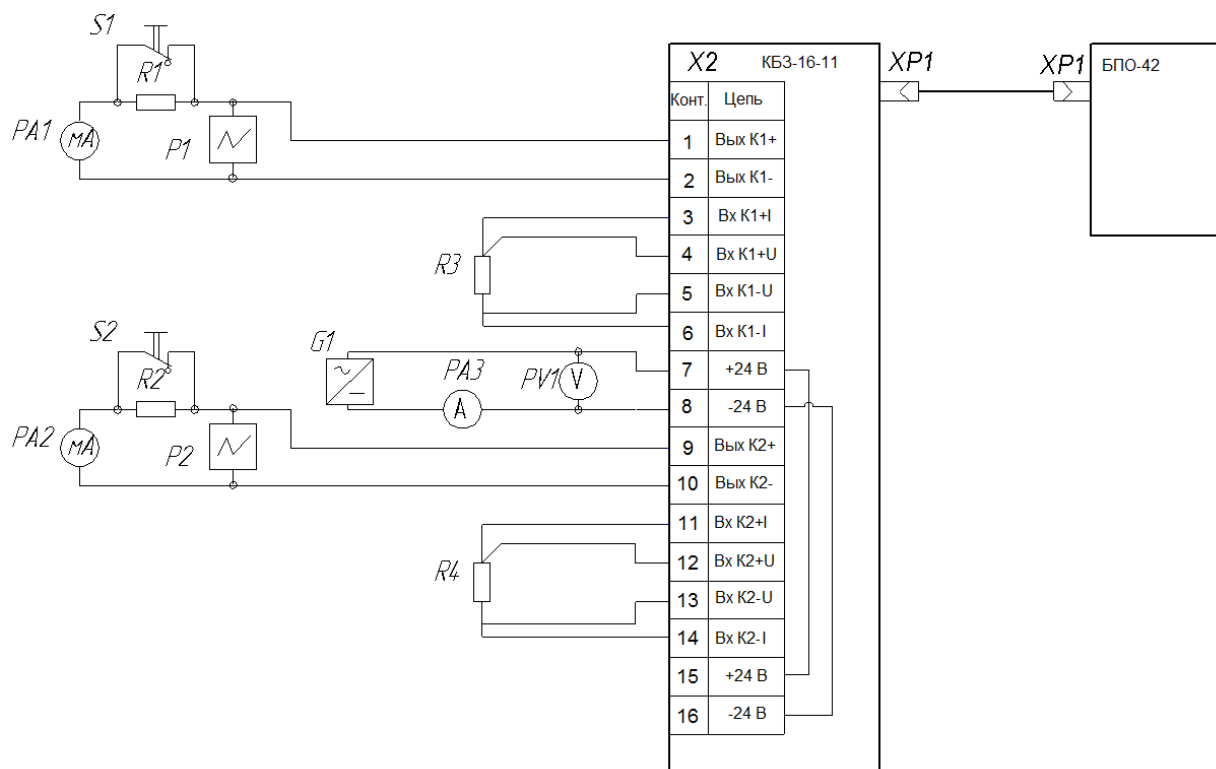 S1
R1
PA1
мА
P1
X2
КБЗ-16-11
XP1
XP1
БПО-42
Конт.
Цепь
1
Вых К1+
2
Вых К1-
3
Вх К1+I
4
Вх К1+U
5
Вх К1-U
6
Вх К1-I
7
+24 В
8
-24 В
9
Вых К2+
10
Вых К2-
11
Вх К2+I
12
Вх К2+U
13
Вх К2-U
14
Вх К2-I
15
+24 В
16
-24 В
R3
S2
R2
PA2
мА
P2
G1
PA3
A
PV1
V
R4